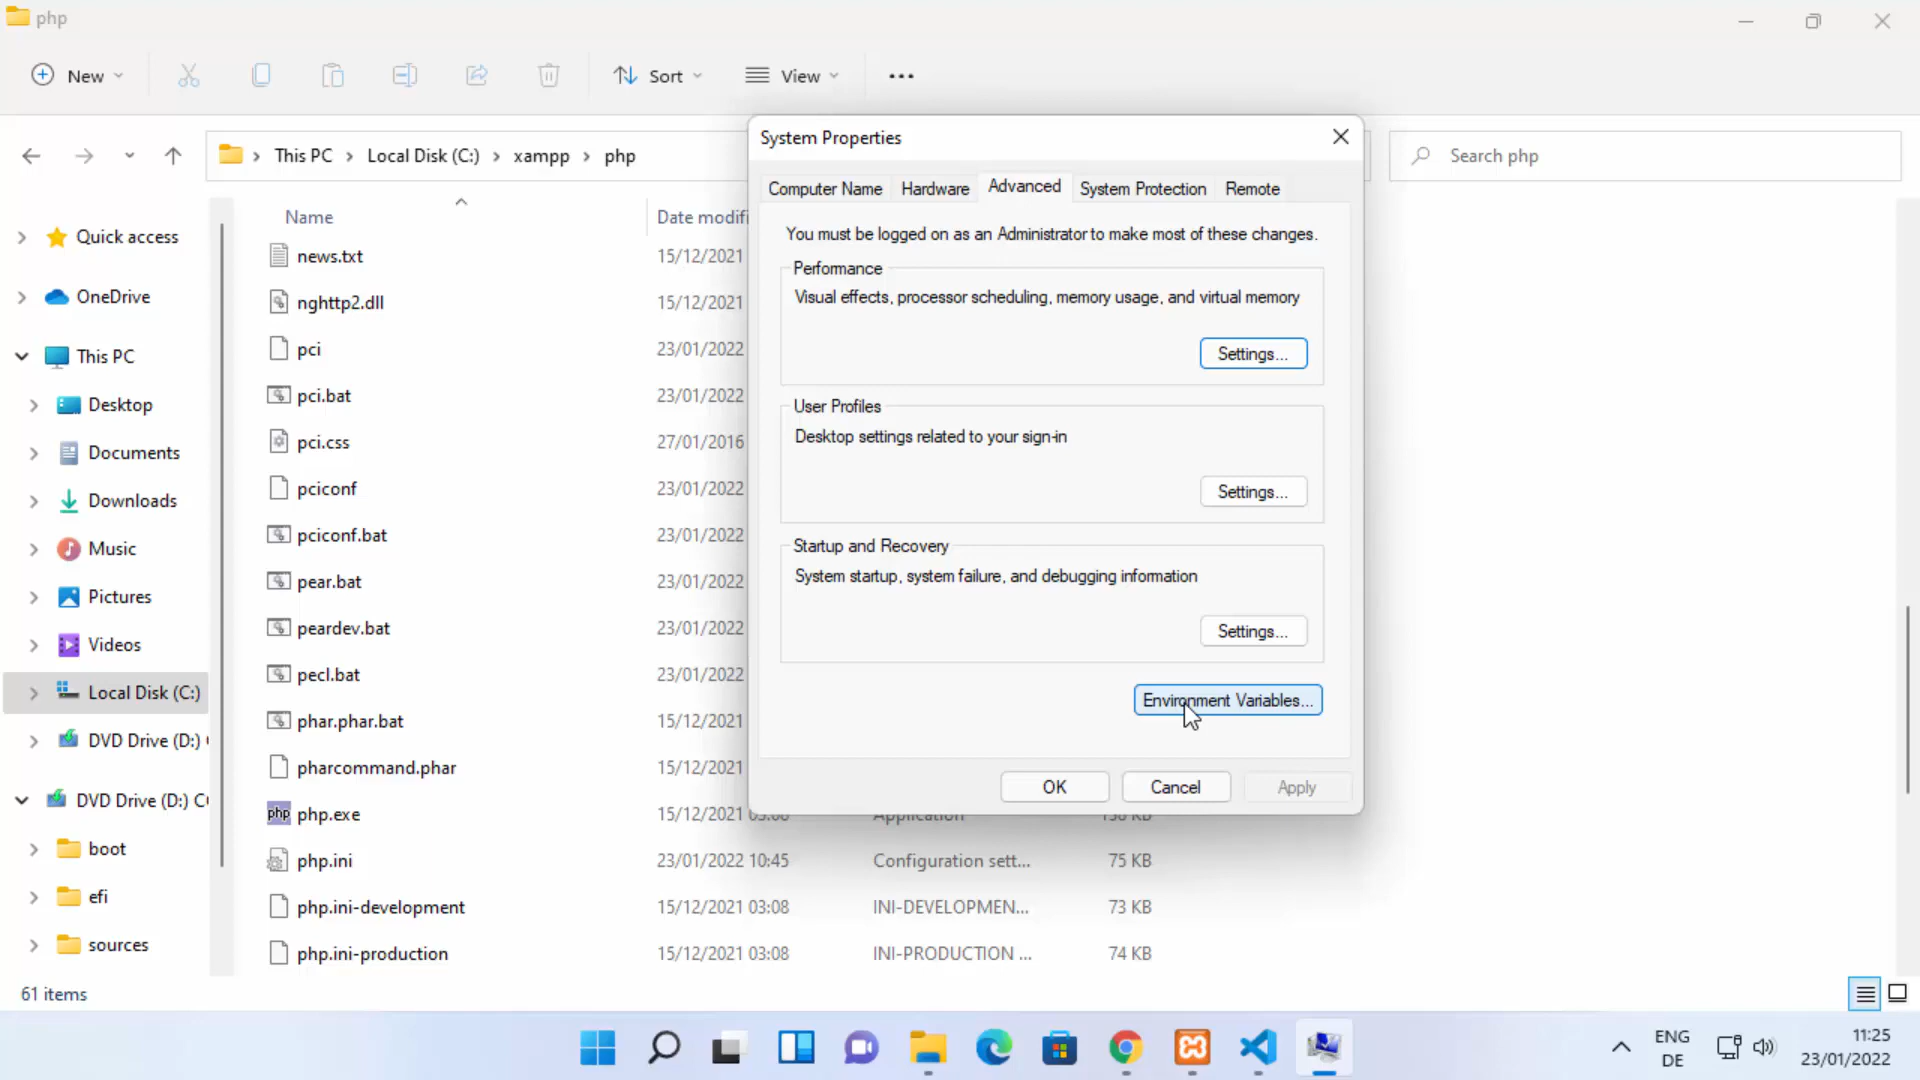 php
New
Sort
View
This PC
Local Disk (C:)
xampp
php
Search php
System Properties
Computer Name
Hardware
Advanced
System Protection
Remote
You must be logged on as an Administrator to make most of these changes.
Performance
Visual effects, processor scheduling, memory usage, and virtual memory
Settings...
User Profiles
Desktop settings related to your sign-in
Settings...
Startup and Recovery
System startup, system failure, and debugging information
Settings...
Environment Variables...
OK
Cancel
Apply
Quick access
OneDrive
This PC
Desktop
Documents
Downloads
Music
Pictures
Videos
Local Disk (C:)
DVD Drive (D:)
DVD Drive (D:)
boot
efi
sources
Name
Date modifi
news.txt
15/12/2021
nghttp2.dll
15/12/2021
pci
23/01/2022
pci.bat
23/01/2022
pci.css
27/01/2016
pciconf
23/01/2022
pciconf.bat
23/01/2022
pear.bat
23/01/2022
peardev.bat
23/01/2022
pecl.bat
23/01/2022
phar.phar.bat
15/12/2021
pharcommand.phar
15/12/2021
php
php.exe
15/12/2021
Application
php.ini
23/01/2022 10:45
Configuration sett...
75 KB
php.ini-development
15/12/2021 03:08
INI-DEVELOPMEN...
73 KB
php.ini-production
15/12/2021 03:08
INI-PRODUCTION ...
74 KB
61 items
ENG
DE
11:25
23/01/2022